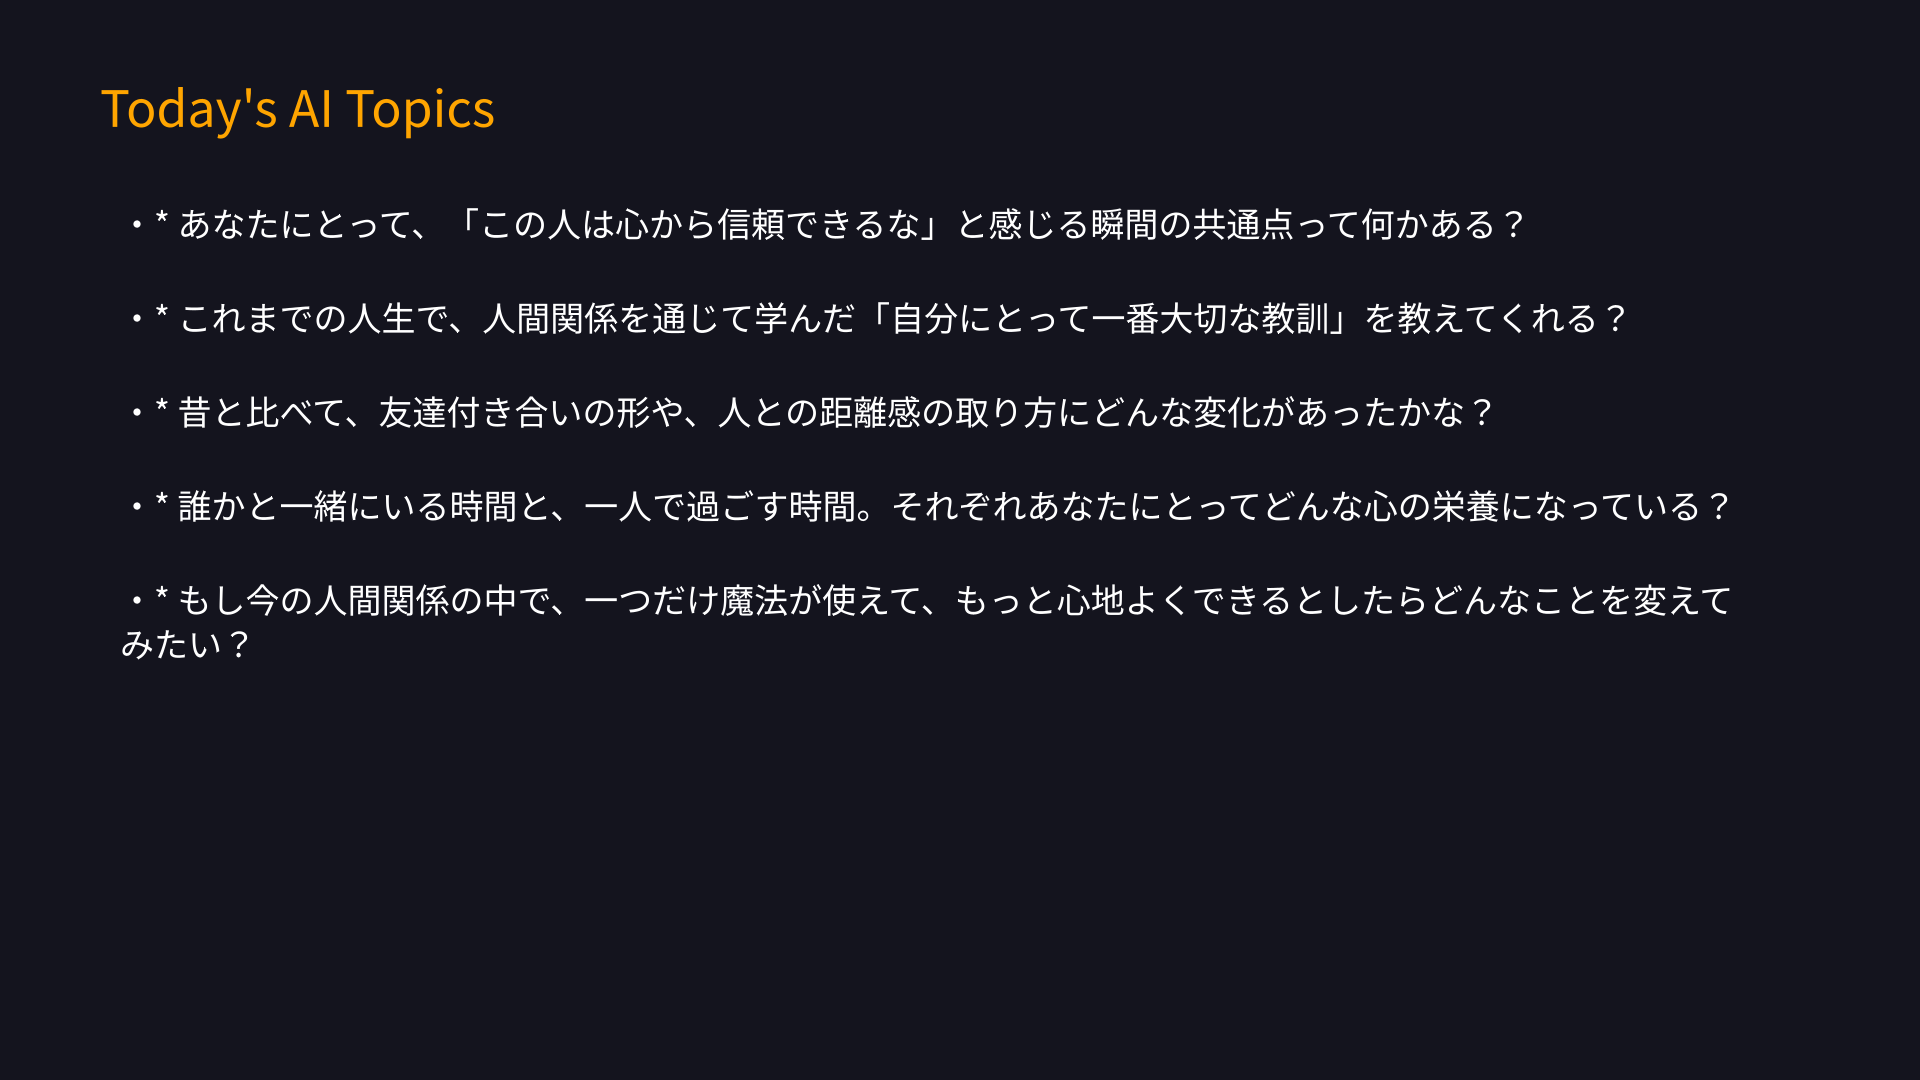 Today's AI Topics
・* あなたにとって、「この人は心から信頼できるな」と感じる瞬間の共通点って何かある？
・* これまでの人生で、人間関係を通じて学んだ「自分にとって一番大切な教訓」を教えてくれる？
・* 昔と比べて、友達付き合いの形や、人との距離感の取り方にどんな変化があったかな？
・* 誰かと一緒にいる時間と、一人で過ごす時間。それぞれあなたにとってどんな心の栄養になっている？
・* もし今の人間関係の中で、一つだけ魔法が使えて、もっと心地よくできるとしたらどんなことを変えて
みたい？